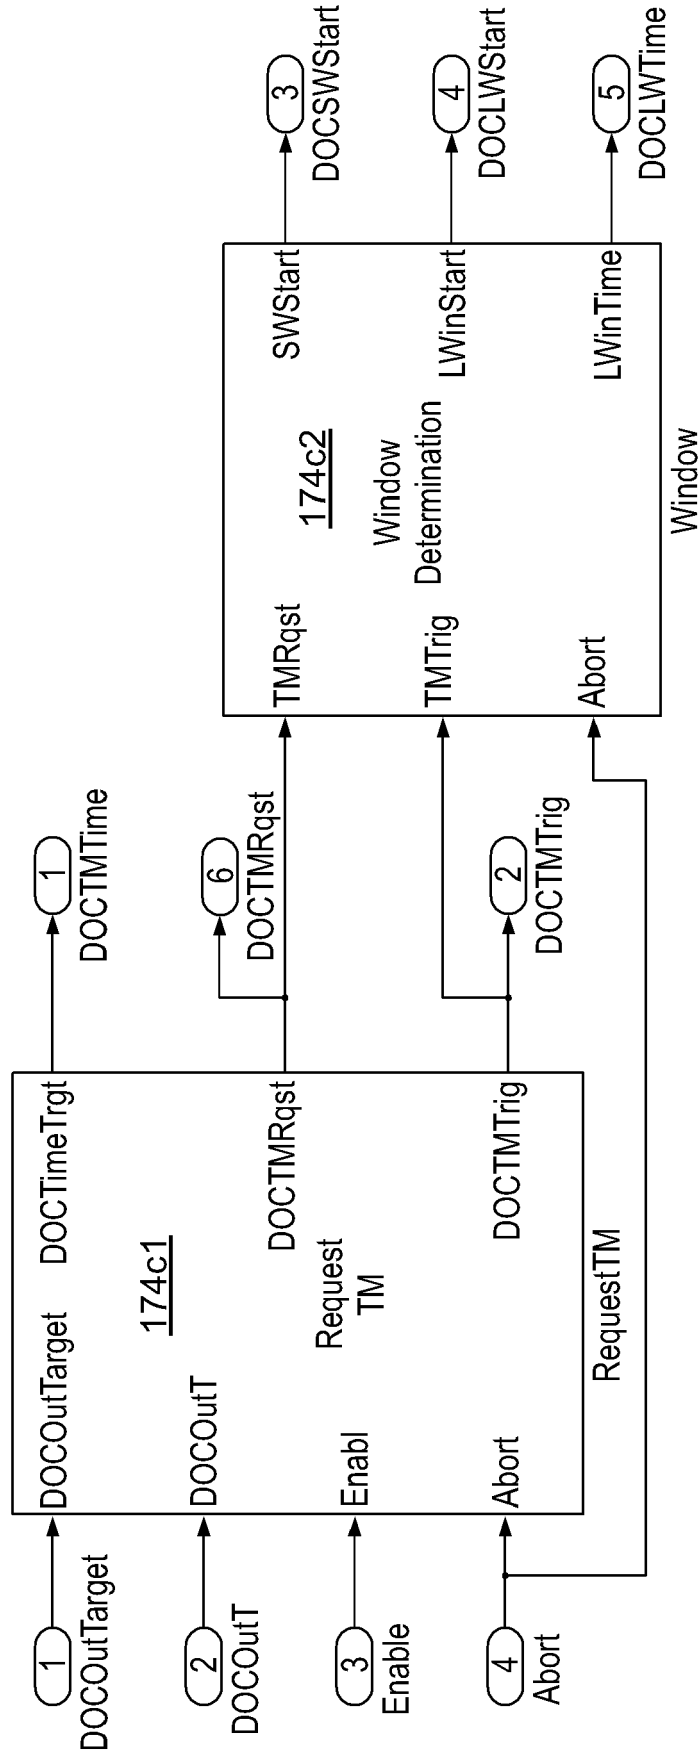 1
DOCOutTarget
2
DOCOutT
3
Enable
4
Abort
DOCOutTarget
DOCOutT
Enabl
Abort
174c1
Request
TM
DOCTimeTrgt
DOCTMRqst
DOCTMTrig
RequestTM
1
DOCTMTime
6
DOCTMRqst
2
DOCTMTrig
TMRqst
TMTrig
Abort
174c2
Window
Determination
SWStart
LWinStart
LWinTime
Window
3
DOCSWStart
4
DOCLWStart
5
DOCLWTime